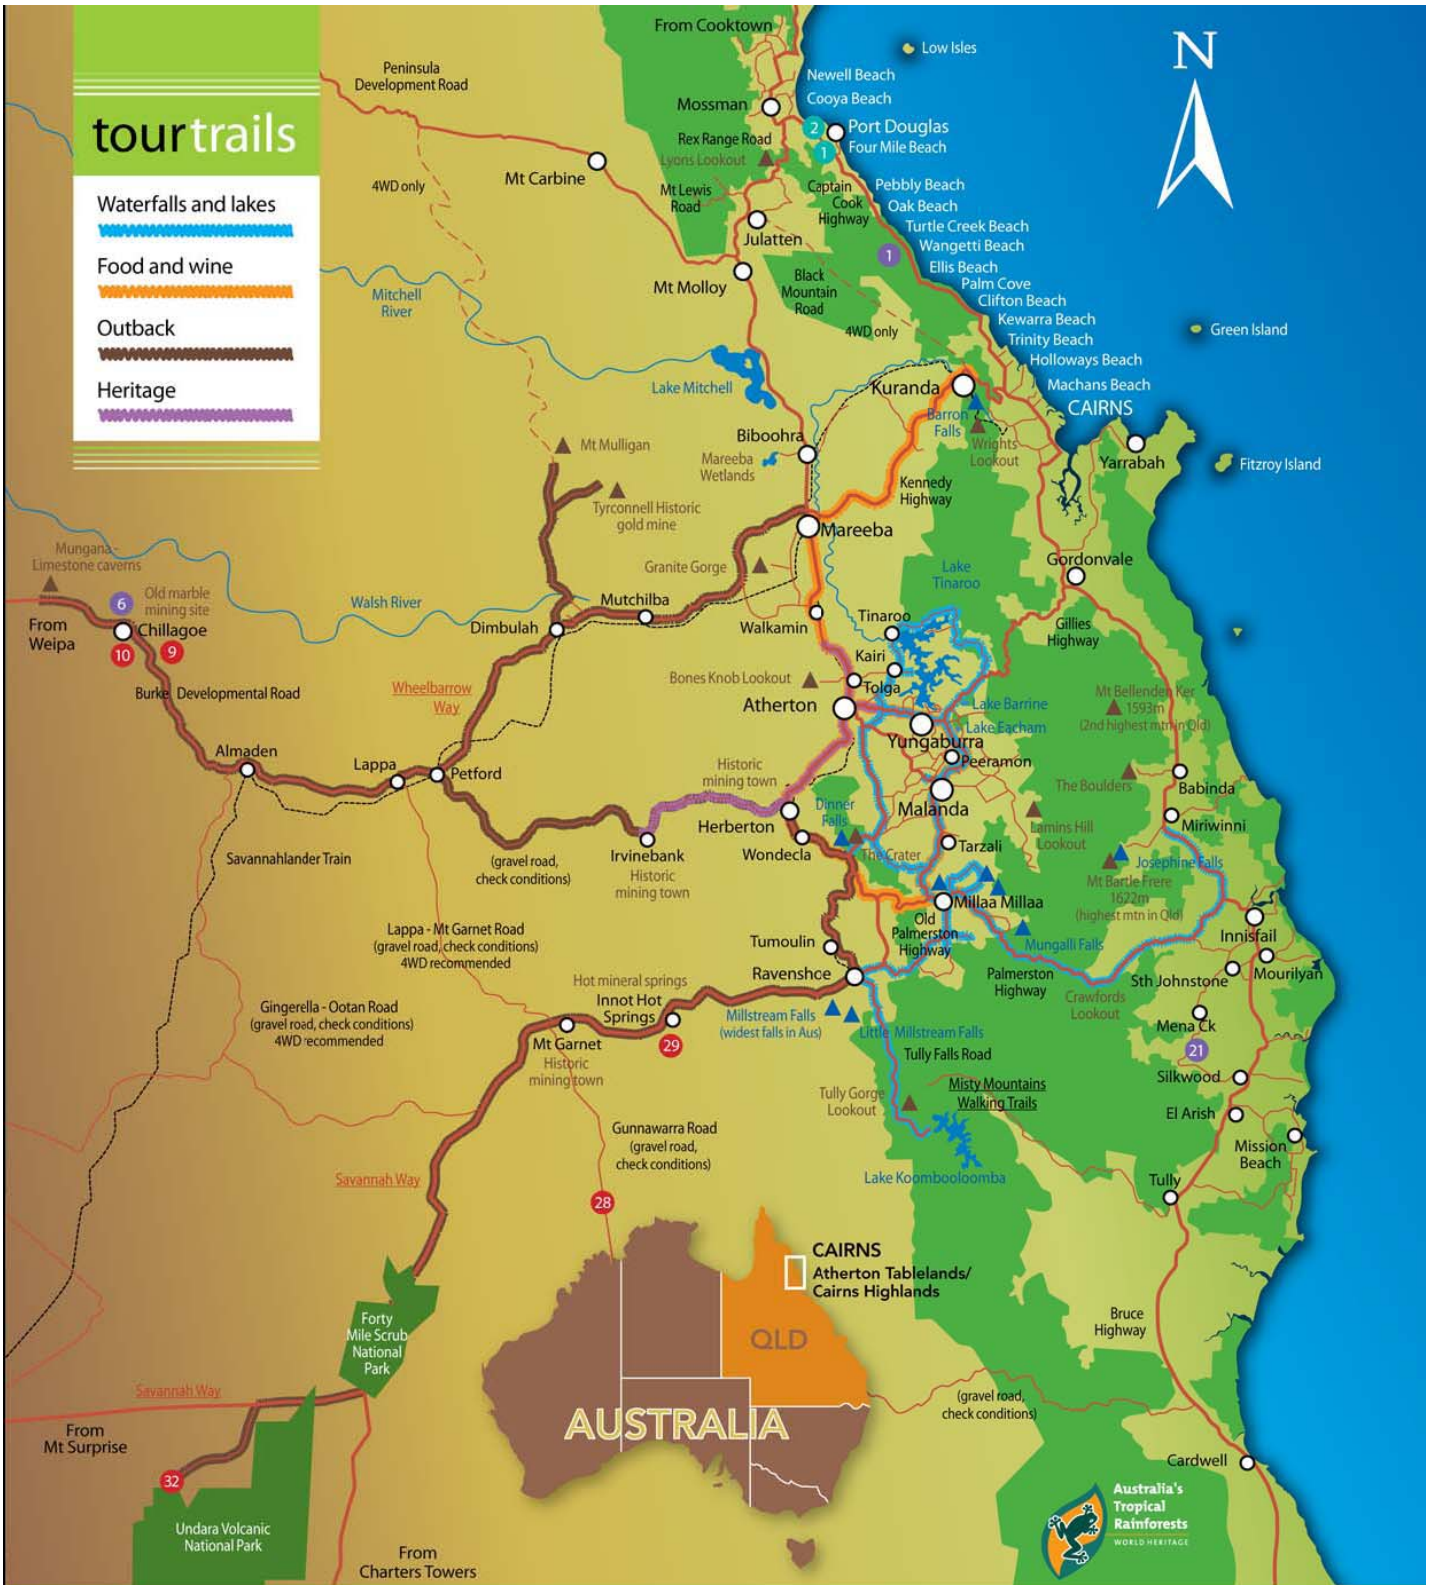 tourtrails
Waterfalls and lakes
Food and wine
Outback
Heritage
From Cooktown
Low Isles
N
Peninsula
Development Road
Newell Beach
Cooya Beach
Mossman
2
Port Douglas
1
Four Mile Beach
Rex Range Road
Lyons Lookout
Mt Carbine
4WD only
Mt Lewis
Road
Captain
Cook
Highway
Pebbly Beach
Oak Beach
Turtle Creek Beach
Wangetti Beach
Ellis Beach
Palm Cove
Clifton Beach
Kewarra Beach
Trinity Beach
Holloways Beach
Machans Beach
Julatten
1
Mt Molloy
Black
Mountain
Road
4WD only
Mitchell
River
Green Island
Lake Mitchell
Kuranda
CAIRNS
Barron
Falls
Wrights
Lookout
Yarrabah
Fitzroy Island
Biboohra
Mareeba
Wetlands
Mt Mulligan
Tyrconnell Historic
gold mine
Kennedy
Highway
Mareeba
Mungana -
Limestone caverns
Old marble
mining site
6
From
Weipa
Chillagoe
10
9
Walsh River
Granite Gorge
Mutchilba
Dimbulah
Walkamin
Lake
Tinaroo
Tinaroo
Gordonvale
Gillies
Highway
Kairi
Tolga
Bones Knob Lookout
Atherton
Burke Developmental Road
Wheelbarrow
Way
Lake Barrine
Lake Eacham
Yungaburra
Peeramon
Mt Bellenden Ker
1593m
(2nd highest mtn in Qld)
Almaden
Lappa
Petford
Historic
mining town
Malanda
The Boulders
Babinda
Dinner
Falls
Herberton
Wondecla
Lamins Hill
Lookout
Miriwinni
Savannahlander Train
(gravel road,
check conditions)
Irvinebank
Historic
mining town
The Crater
Tarzali
Josephine Falls
Mt Bartle Frere
1622m
(highest mtn in Qld)
Millaa Millaa
Old
Palmerston
Highway
Mungalli Falls
Innisfail
Lappa - Mt Garnet Road
(gravel road, check conditions)
4WD recommended
Tumoulin
Ravenshoe
Palmerston
Highway
Crawfords
Lookout
Sth Johnstone
Mourilyan
Hot mineral springs
Innot Hot
Springs
29
Gingerella - Ootan Road
(gravel road, check conditions)
4WD recommended
Mt Garnet
Historic
mining town
Millstream Falls
(widest falls in Aus)
Little Millstream Falls
Mena Ck
21
Tully Falls Road
Misty Mountains
Walking Trails
Silkwood
Tully Gorge
Lookout
El Arish
Gunnawarra Road
(gravel road,
check conditions)
Mission
Beach
Savannah Way
Lake Koombooloomba
Tully
28
CAIRNS
Atherton Tablelands/
Cairns Highlands
Forty
Mile Scrub
National
Park
QLD
Bruce
Highway
Savannah Way
AUSTRALIA
(gravel road,
check conditions)
From
Mt Surprise
32
Cardwell
Undara Volcanic
National Park
From
Charters Towers
Australia's
Tropical
Rainforests
WORLD HERITAGE